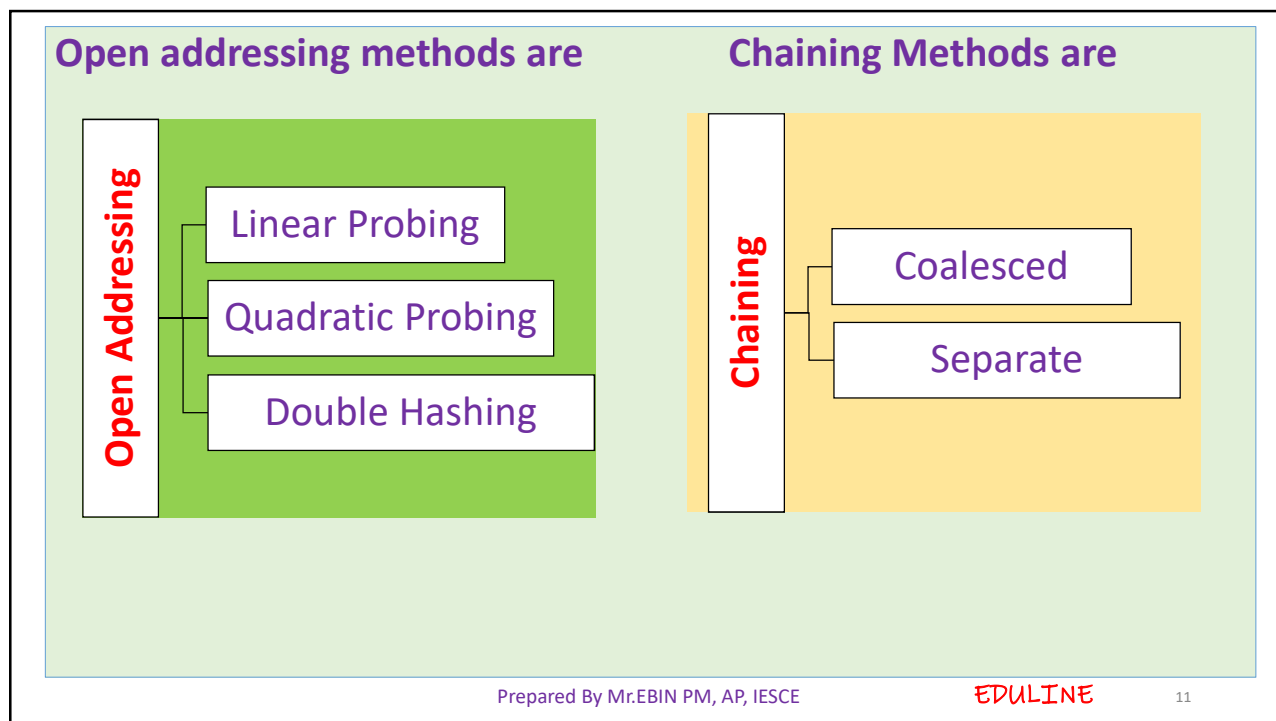 Open addressing methods are
Open Addressing
Linear Probing
Quadratic Probing
Double Hashing
Chaining Methods are
Chaining
Coalesced
Separate
Prepared By Mr.EBIN PM, AP, IESCE
EDULINE
11